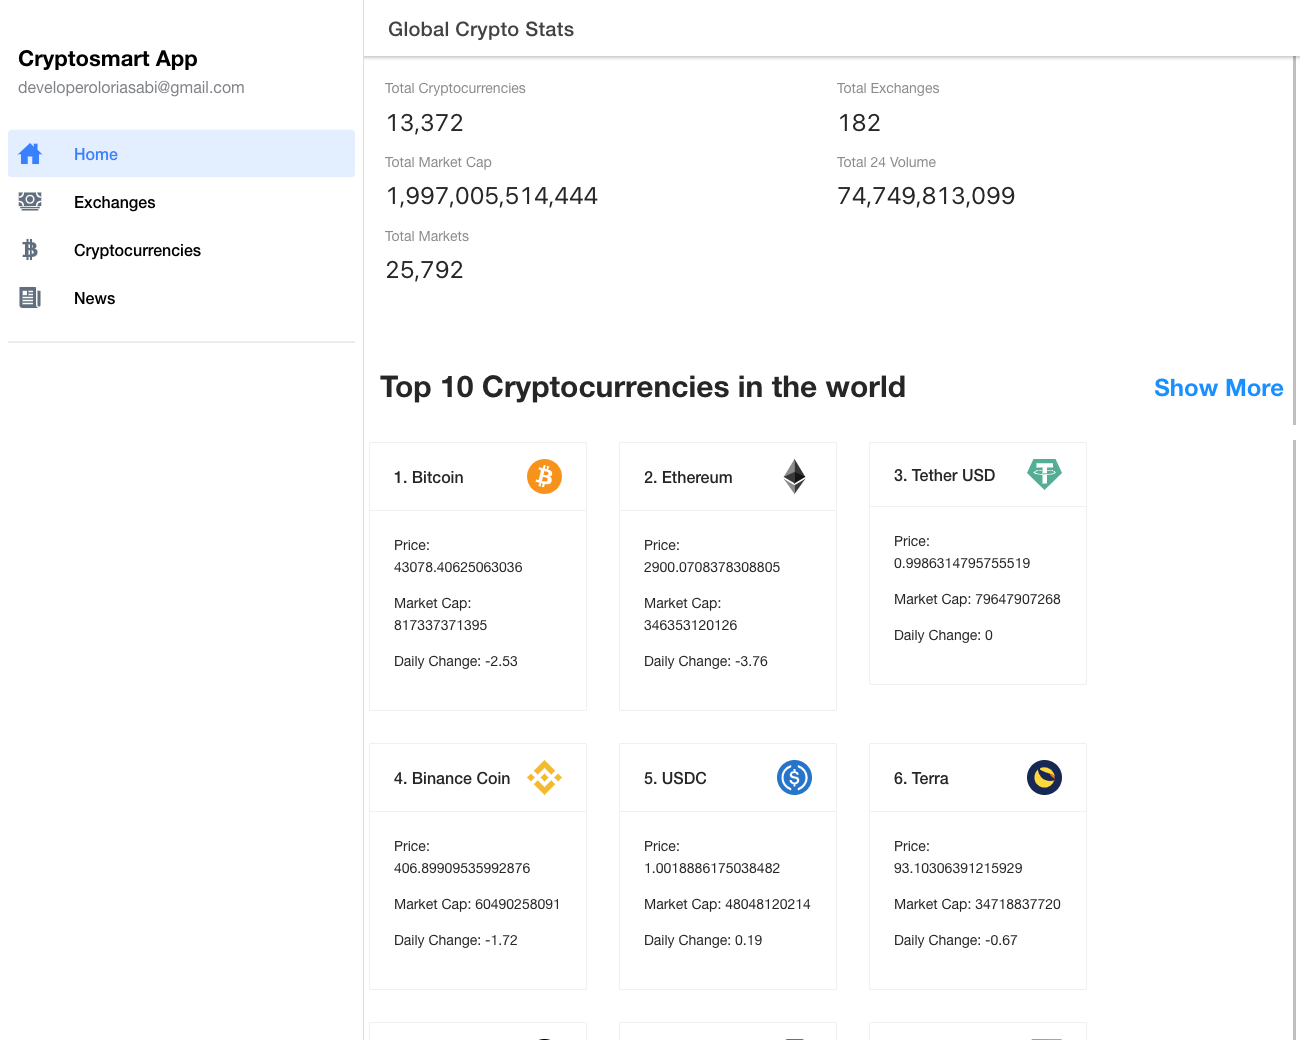 Cryptosmart App
developeroloriasabi@gmail.com
Home
Exchanges
Cryptocurrencies
News
Global Crypto Stats
Total Cryptocurrencies
13,372
Total Exchanges
182
Total Market Cap
1,997,005,514,444
Total 24 Volume
74,749,813,099
Total Markets
25,792
Top 10 Cryptocurrencies in the world
Show More
1. Bitcoin
Price:
43078.40625063036
Market Cap:
817337371395
Daily Change: -2.53
2. Ethereum
Price:
2900.0708378308805
Market Cap:
346353120126
Daily Change: -3.76
3. Tether USD
Price:
0.9986314795755519
Market Cap: 79647907268
Daily Change: 0
4. Binance Coin
Price:
406.89909535992876
Market Cap: 60490258091
Daily Change: -1.72
5. USDC
Price:
1.0018886175038482
Market Cap: 48048120214
Daily Change: 0.19
6. Terra
Price:
93.10306391215929
Market Cap: 34718837720
Daily Change: -0.67